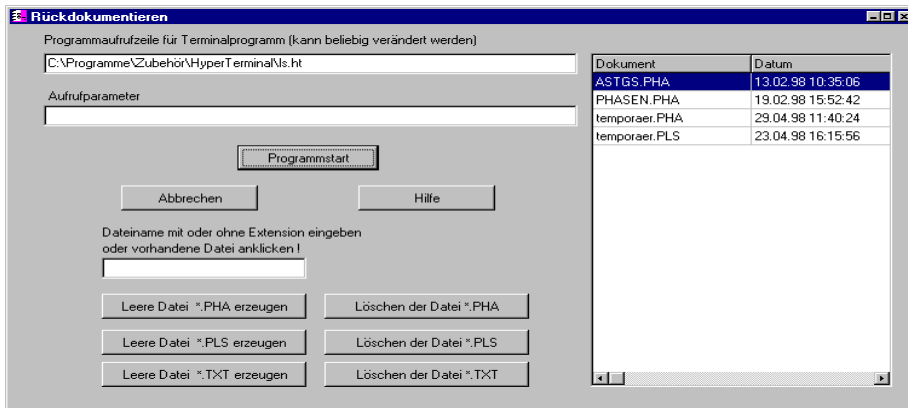 Rückdokumentieren
Programmaufrufzeile für Terminalprogramm (kann beliebig verändert werden)
C:\Programme\Zubehör\HyperTerminal\ls.ht
Aufrufparameter
Programmstart
Abbrechen
Hilfe
Dateiname mit oder ohne Extension eingeben
oder vorhandene Datei anklicken !
Leere Datei *.PHA erzeugen
Löschen der Datei *.PHA
Leere Datei *.PLS erzeugen
Löschen der Datei *.PLS
Leere Datei *.TXT erzeugen
Löschen der Datei *.TXT
Dokument Datum
ASTGS.PHA 13.02.98 10:35:06
PHASEN.PHA 19.02.98 15:52:42
temporaer.PHA 29.04.98 11:40:24
temporaer.PLS 23.04.98 16:15:56